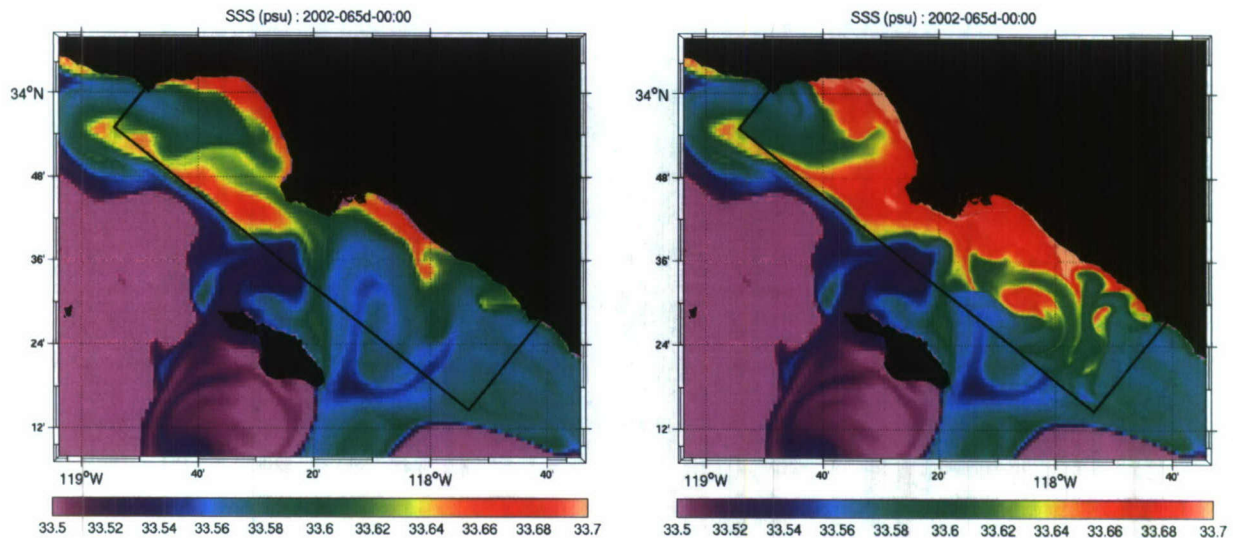 SSS (psu) : 2002-065d-00:00
34°N
48'
36'
24'
12'
119°W 40' 20' 118°W 40'
33.5 33.52 33.54 33.56 33.58 33.6 33.62 33.64 33.66 33.68 33.7
SSS (psu) : 2002-065d-00:00
34°N
48'
36'
24'
12'
119°W 40' 20' 118°W 40'
33.5 33.52 33.54 33.56 33.58 33.6 33.62 33.64 33.66 33.68 33.7